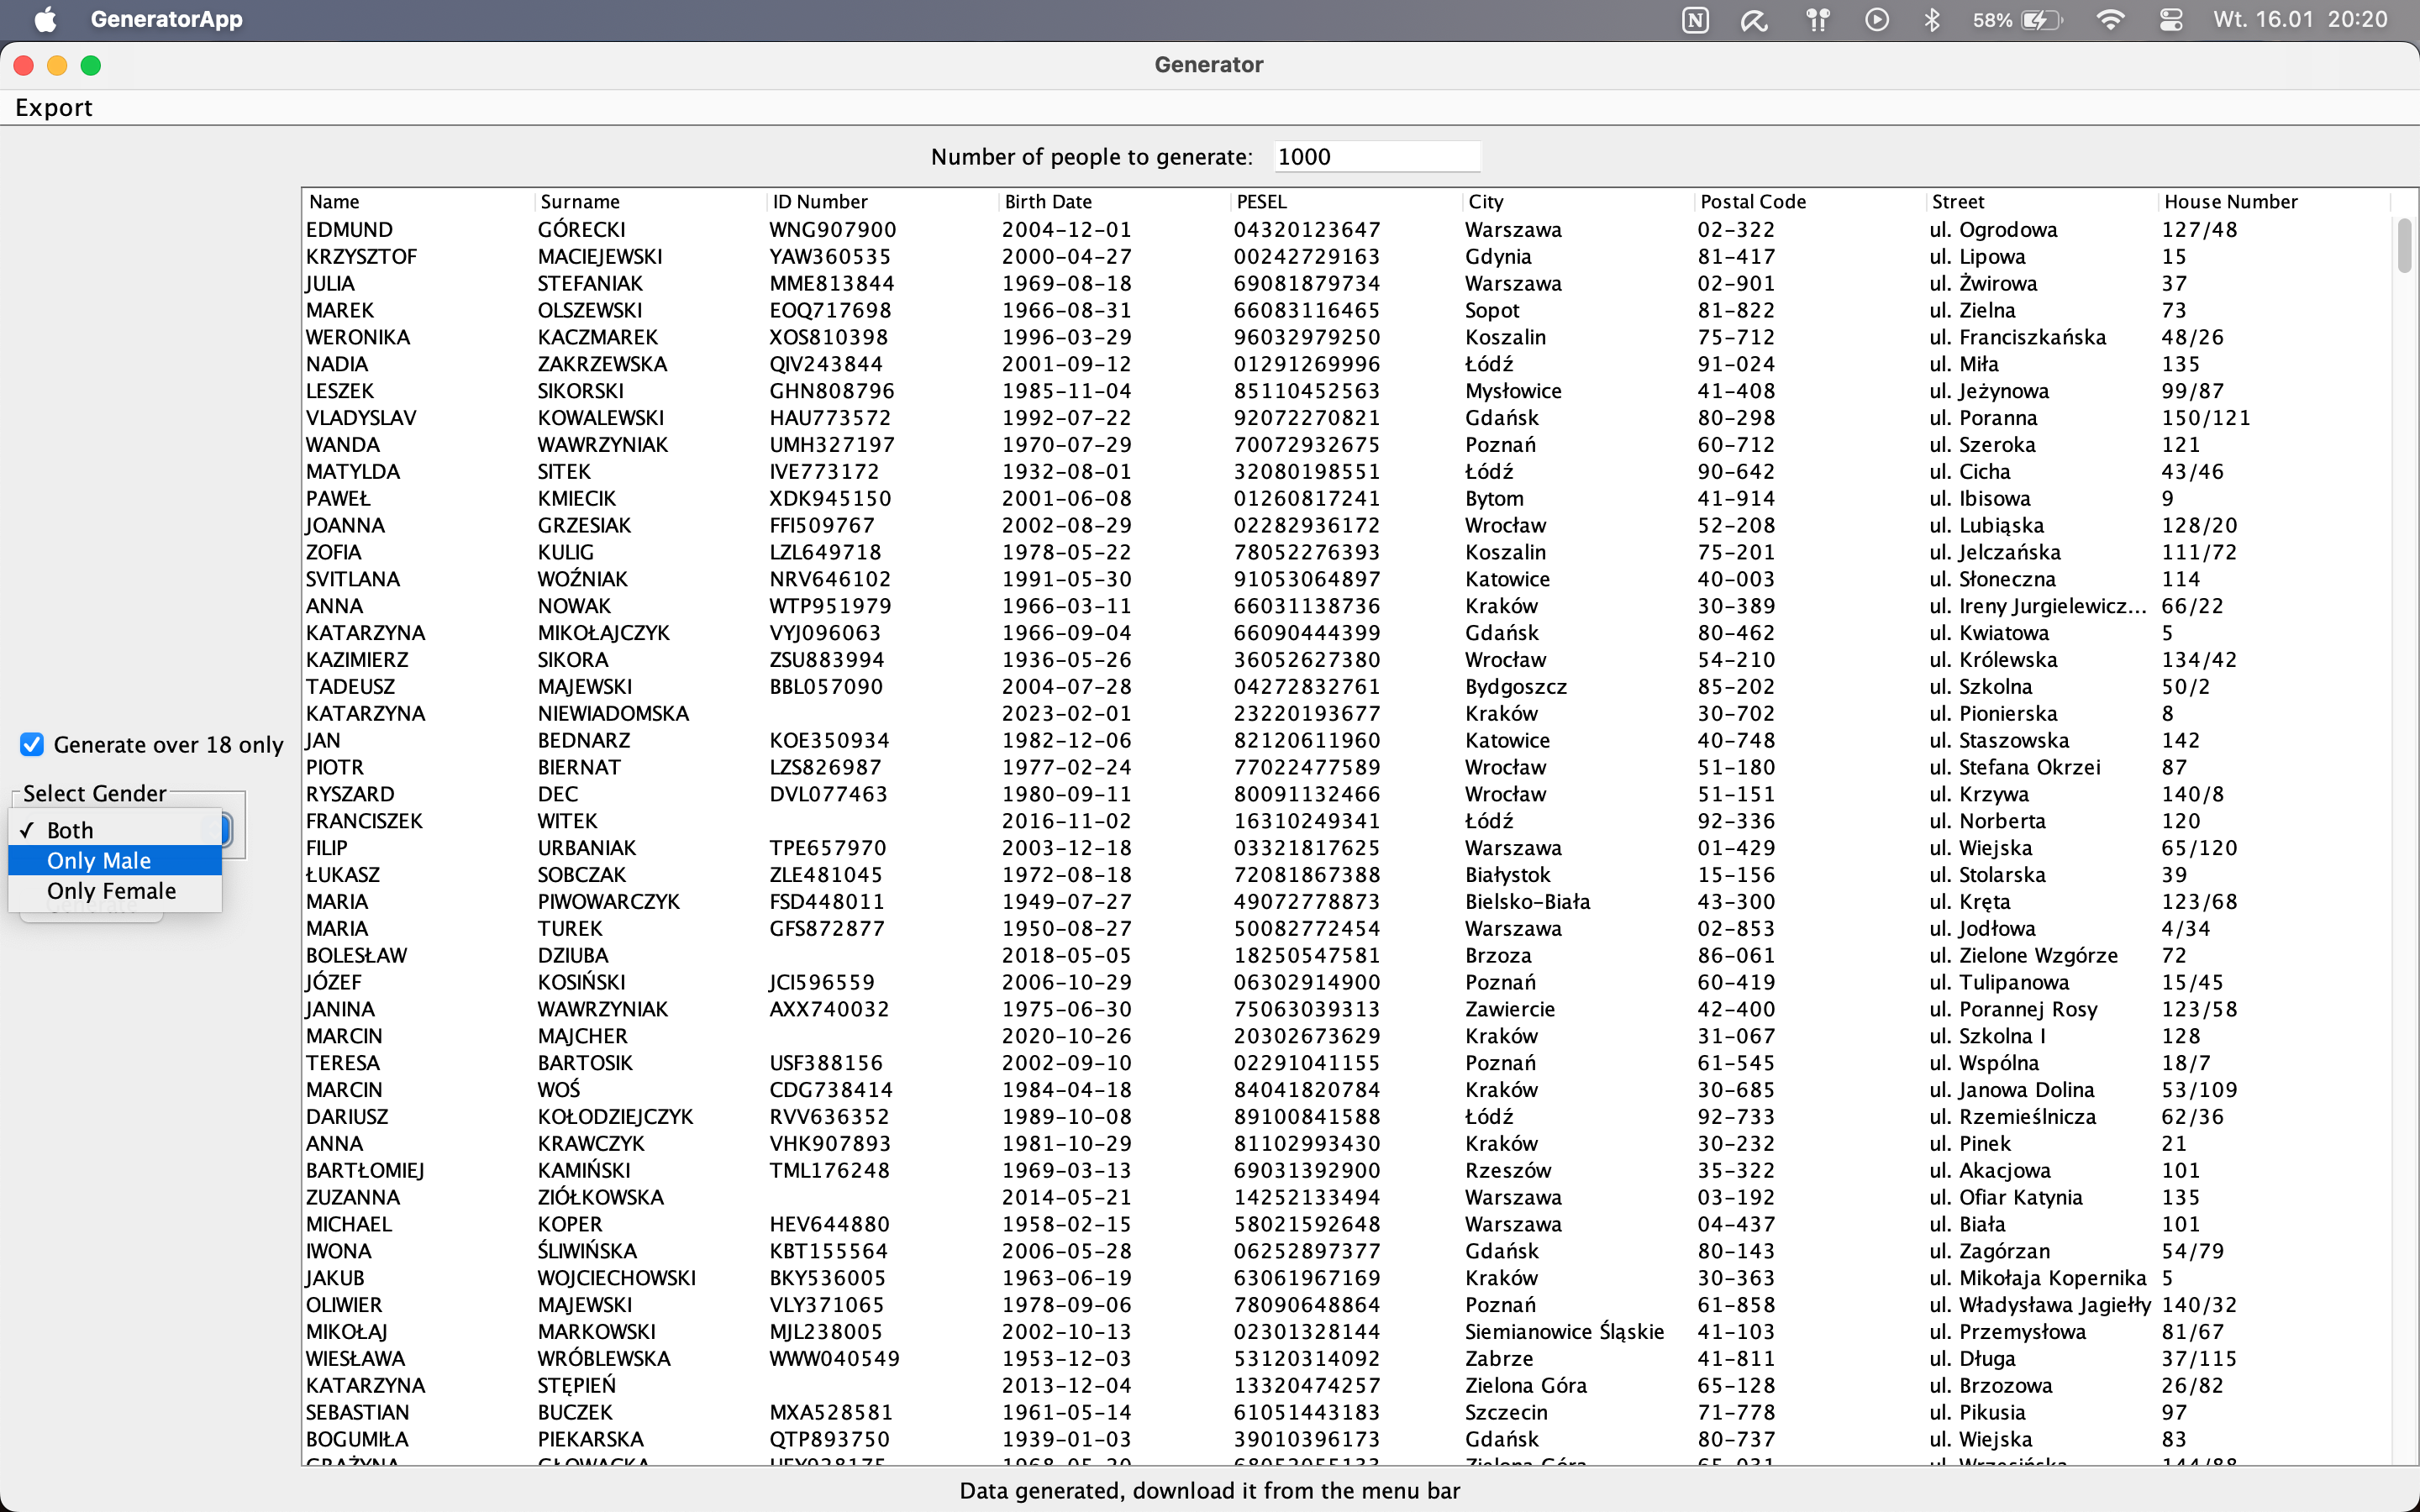 GeneratorApp 58% Wt. 16.01 20:20
Generator
Export
Number of people to generate: 1000
Name Surname ID Number Birth Date PESEL City Postal Code Street House Number
EDMUND GÓRECKI WNG907900 2004-12-01 04320123647 Warszawa 02-322 ul. Ogrodowa 127/48
KRZYSZTOF MACIEJEWSKI YAW360535 2000-04-27 00242729163 Gdynia 81-417 ul. Lipowa 15
JULIA STEFANIAK MME813844 1969-08-18 69081879734 Warszawa 02-901 ul. Żwirowa 37
MAREK OLSZEWSKI EOQ717698 1966-08-31 66083116465 Sopot 81-822 ul. Zielna 73
WERONIKA KACZMAREK XOS810398 1996-03-29 96032979250 Koszalin 75-712 ul. Franciszkańska 48/26
NADIA ZAKRZEWSKA QIV243844 2001-09-12 01291269996 Łódź 91-024 ul. Miła 135
LESZEK SIKORSKI GHN808796 1985-11-04 85110452563 Mysłowice 41-408 ul. Jeżynowa 99/87
VLADYSLAV KOWALEWSKI HAU773572 1992-07-22 92072270821 Gdańsk 80-298 ul. Poranna 150/121
WANDA WAWRZYNIAK UMH327197 1970-07-29 70072932675 Poznań 60-712 ul. Szeroka 121
MATYLDA SITEK IVE773172 1932-08-01 32080198551 Łódź 90-642 ul. Cicha 43/46
PAWEŁ KMIECIK XDK945150 2001-06-08 01260817241 Bytom 41-914 ul. Ibisowa 9
JOANNA GRZESIAK FFI509767 2002-08-29 02282936172 Wrocław 52-208 ul. Lubiąska 128/20
ZOFIA KULIG LZL649718 1978-05-22 78052276393 Koszalin 75-201 ul. Jelczańska 111/72
SVITLANA WOŹNIAK NRV646102 1991-05-30 91053064897 Katowice 40-003 ul. Słoneczna 114
ANNA NOWAK WTP951979 1966-03-11 66031138736 Kraków 30-389 ul. Ireny Jurgielewicz... 66/22
KATARZYNA MIKOŁAJCZYK VYJ096063 1966-09-04 66090444399 Gdańsk 80-462 ul. Kwiatowa 5
KAZIMIERZ SIKORA ZSU883994 1936-05-26 36052627380 Wrocław 54-210 ul. Królewska 134/42
TADEUSZ MAJEWSKI BBL057090 2004-07-28 04272832761 Bydgoszcz 85-202 ul. Szkolna 50/2
KATARZYNA NIEWIADOMSKA 2023-02-01 23220193677 Kraków 30-702 ul. Pionierska 8
Generate over 18 only JAN BEDNARZ KOE350934 1982-12-06 82120611960 Katowice 40-748 ul. Staszowska 142
PIOTR BIERNAT LZS826987 1977-02-24 77022477589 Wrocław 51-180 ul. Stefana Okrzei 87
Select Gender RYSZARD DEC DVL077463 1980-09-11 80091132466 Wrocław 51-151 ul. Krzywa 140/8
Both FRANCISZEK WITEK 2016-11-02 16310249341 Łódź 92-336 ul. Norberta 120
Only Male FILIP URBANIAK TPE657970 2003-12-18 03321817625 Warszawa 01-429 ul. Wiejska 65/120
Only Female ŁUKASZ SOBCZAK ZLE481045 1972-08-18 72081867388 Białystok 15-156 ul. Stolarska 39
MARIA PIWOWARCZYK FSD448011 1949-07-27 49072778873 Bielsko-Biała 43-300 ul. Kręta 123/68
MARIA TUREK GFS872877 1950-08-27 50082772454 Warszawa 02-853 ul. Jodłowa 4/34
BOLESŁAW DZIUBA 2018-05-05 18250547581 Brzoza 86-061 ul. Zielone Wzgórze 72
JÓZEF KOSIŃSKI JCI596559 2006-10-29 06302914900 Poznań 60-419 ul. Tulipanowa 15/45
JANINA WAWRZYNIAK AXX740032 1975-06-30 75063039313 Zawiercie 42-400 ul. Porannej Rosy 123/58
MARCIN MAJCHER 2020-10-26 20302673629 Kraków 31-067 ul. Szkolna I 128
TERESA BARTOSIK USF388156 2002-09-10 02291041155 Poznań 61-545 ul. Wspólna 18/7
MARCIN WOŚ CDG738414 1984-04-18 84041820784 Kraków 30-685 ul. Janowa Dolina 53/109
DARIUSZ KOŁODZIEJCZYK RVV636352 1989-10-08 89100841588 Łódź 92-733 ul. Rzemieślnicza 62/36
ANNA KRAWCZYK VHK907893 1981-10-29 81102993430 Kraków 30-232 ul. Pinek 21
BARTŁOMIEJ KAMIŃSKI TML176248 1969-03-13 69031392900 Rzeszów 35-322 ul. Akacjowa 101
ZUZANNA ZIÓŁKOWSKA 2014-05-21 14252133494 Warszawa 03-192 ul. Ofiar Katynia 135
MICHAEL KOPER HEV644880 1958-02-15 58021592648 Warszawa 04-437 ul. Biała 101
IWONA ŚLIWIŃSKA KBT155564 2006-05-28 06252897377 Gdańsk 80-143 ul. Zagórzan 54/79
JAKUB WOJCIECHOWSKI BKY536005 1963-06-19 63061967169 Kraków 30-363 ul. Mikołaja Kopernika 5
OLIWIER MAJEWSKI VLY371065 1978-09-06 78090648864 Poznań 61-858 ul. Władysława Jagiełły 140/32
MIKOŁAJ MARKOWSKI MJL238005 2002-10-13 02301328144 Siemianowice Śląskie 41-103 ul. Przemysłowa 81/67
WIESŁAWA WRÓBLEWSKA WWW040549 1953-12-03 53120314092 Zabrze 41-811 ul. Długa 37/115
KATARZYNA STĘPIEŃ 2013-12-04 13320474257 Zielona Góra 65-128 ul. Brzozowa 26/82
SEBASTIAN BUCZEK MXA528581 1961-05-14 61051443183 Szczecin 71-778 ul. Pikusia 97
BOGUMIŁA PIEKARSKA QTP893750 1939-01-03 39010396173 Gdańsk 80-737 ul. Wiejska 83
Data generated, download it from the menu bar